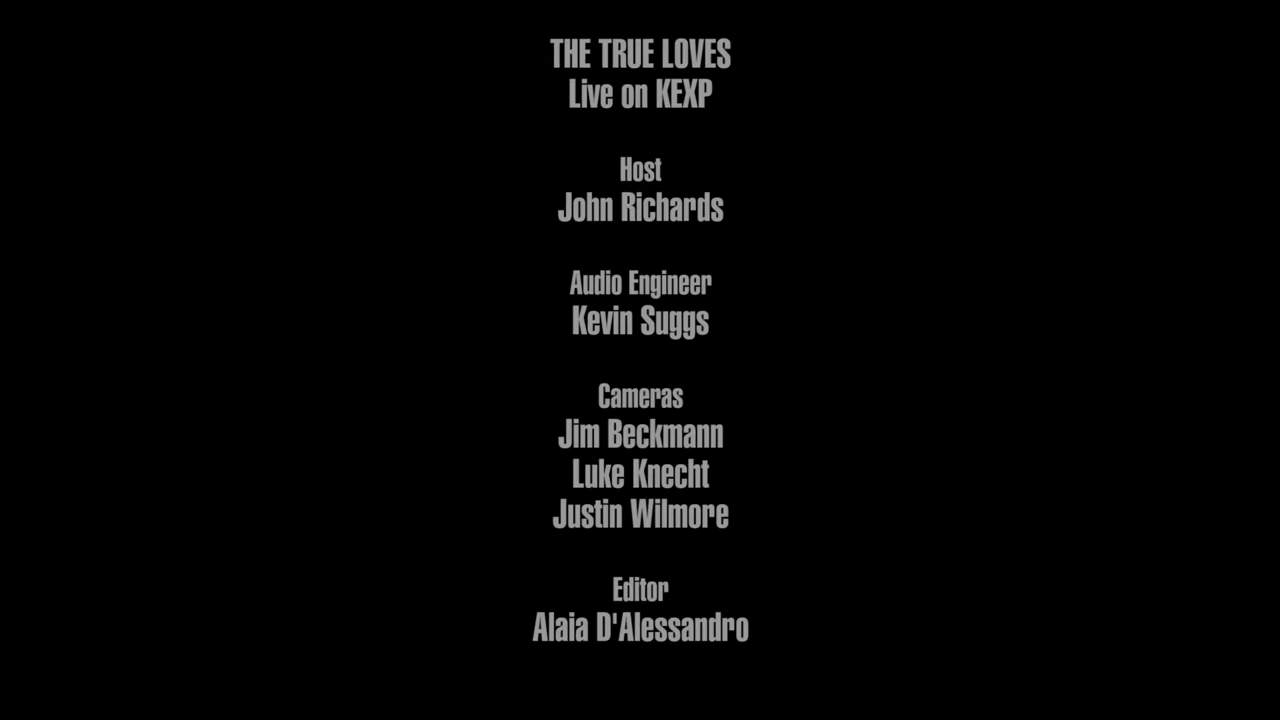 THE TRUE LOVES
Live on KEXP
Host
John Richards
Audio Engineer
Kevin Suggs
Cameras
Jim Beckmann
Luke Knecht
Justin Wilmore
Editor
Alaia D'Alessandro